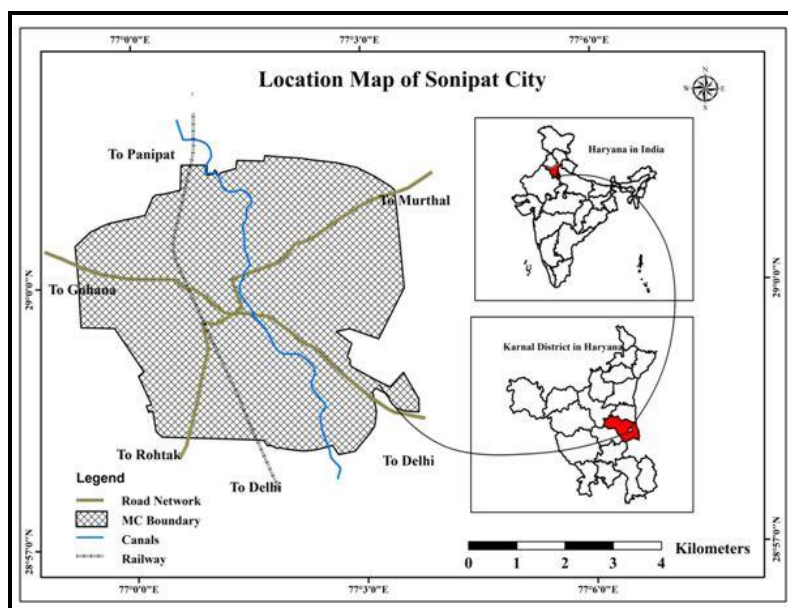 77°0'0"E 77°3'0"E 77°6'0"E
Location Map of Sonipat City
N
W E
S
To Panipat
Haryana in India
To Murthal
29°0'0"N 29°0'0"N
To Gohana
Karnal District in Haryana
To Rohtak
To Delhi
To Delhi
Legend
Road Network
MC Boundary
Canals
Railway
Kilometers
0 1 2 3 4
28°57'0"N 28°57'0"N
77°0'0"E 77°3'0"E 77°6'0"E